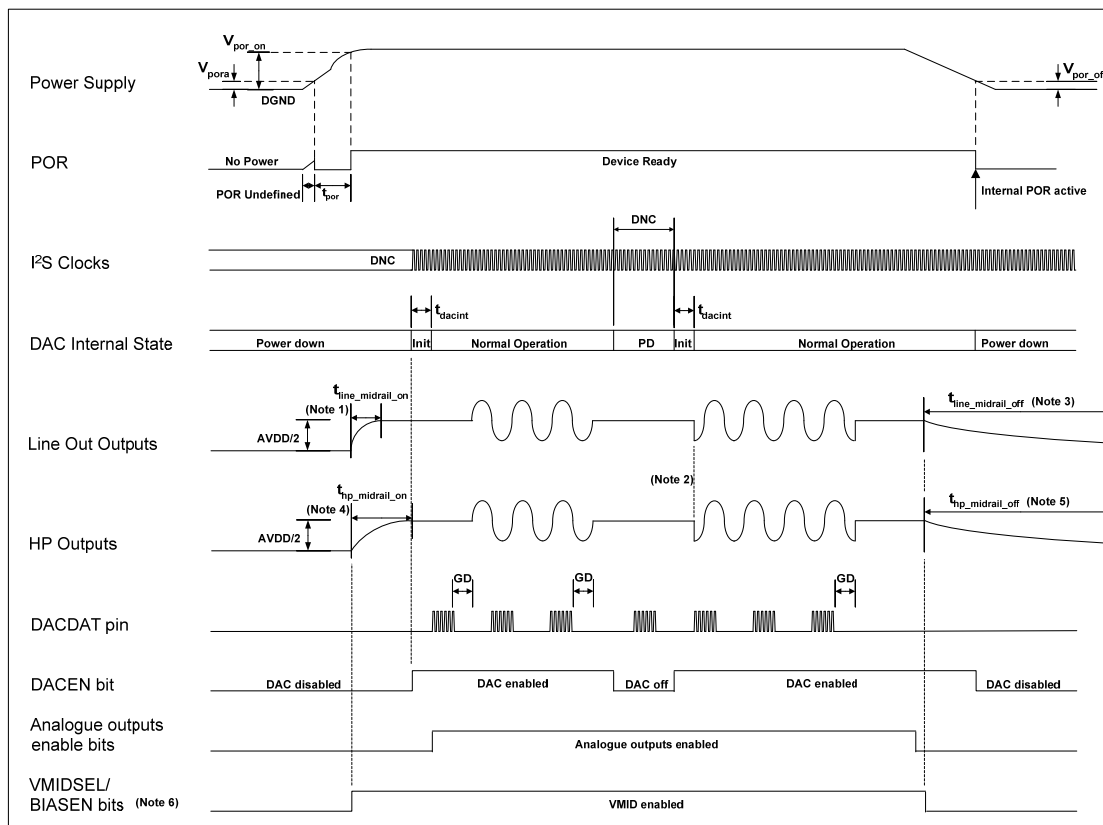 Vpor_on
Vpora
Power Supply
DGND
Vpor_off
POR
No Power
Device Ready
POR Undefined
tpor
Internal POR active
DNC
I²S Clocks
DNC
tdacint
tdacint
DAC Internal State
Power down
Init
Normal Operation
PD
Init
Normal Operation
Power down
tline_midrail_on
(Note 1)
tline_midrail_off (Note 3)
Line Out Outputs
AVDD/2
(Note 2)
thp_midrail_on
(Note 4)
thp_midrail_off (Note 5)
HP Outputs
AVDD/2
GD
GD
GD
DACDAT pin
DACEN bit
DAC disabled
DAC enabled
DAC off
DAC enabled
DAC disabled
Analogue outputs
enable bits
Analogue outputs enabled
VMIDSEL/
BIASEN bits (Note 6)
VMID enabled